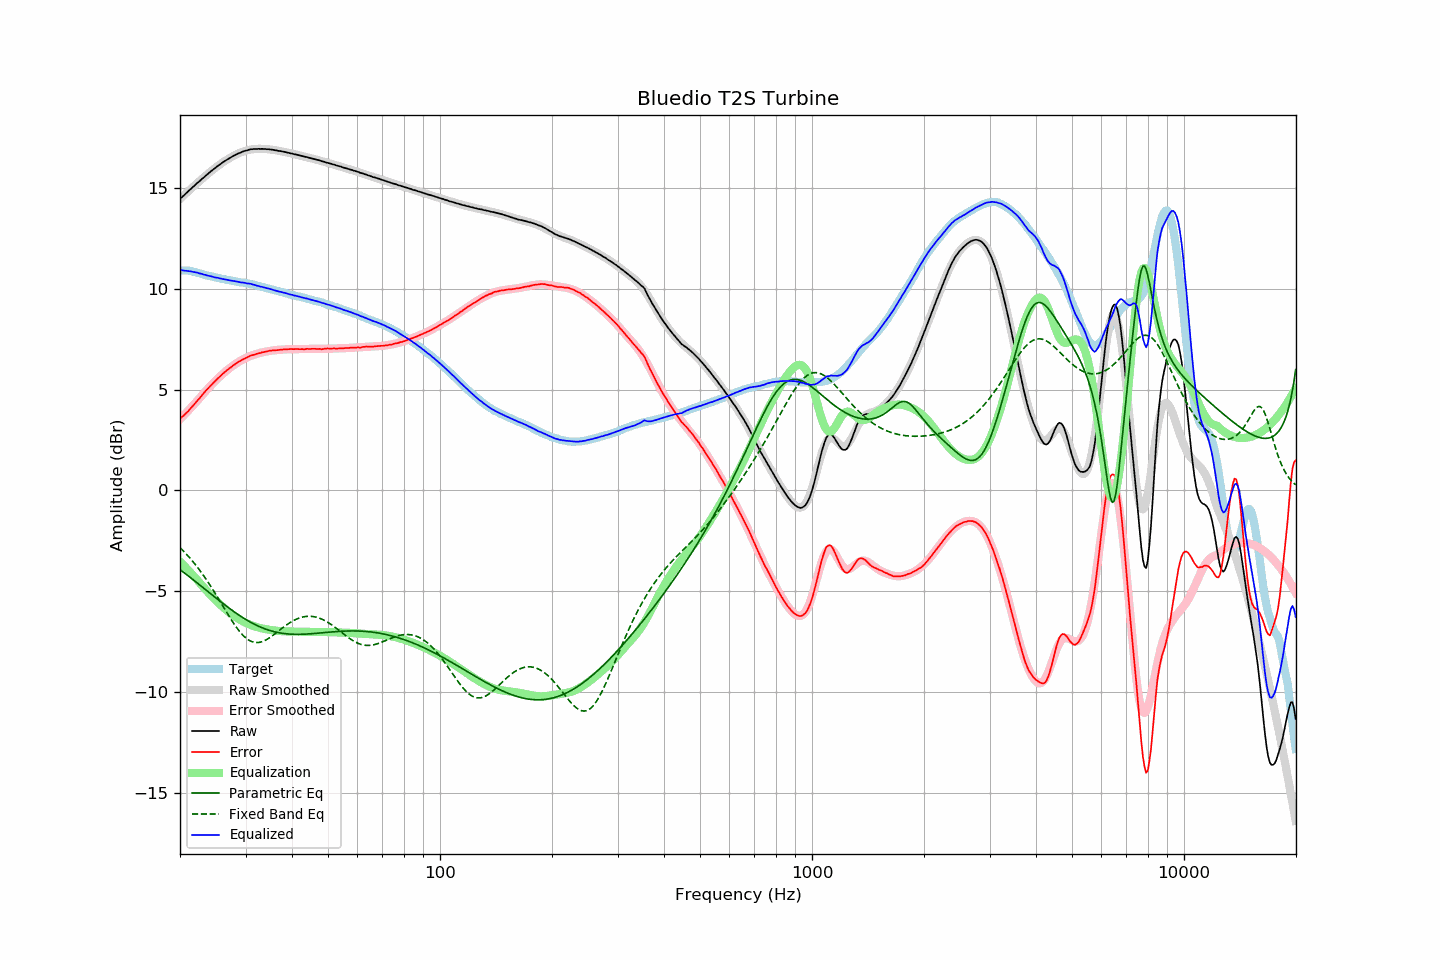 Bluedio T2S Turbine
Amplitude (dBr)
15
10
5
0
−5
−10
−15
Target
Raw Smoothed
Error Smoothed
Raw
Error
Equalization
Parametric Eq
Fixed Band Eq
Equalized
100
1000
10000
Frequency (Hz)